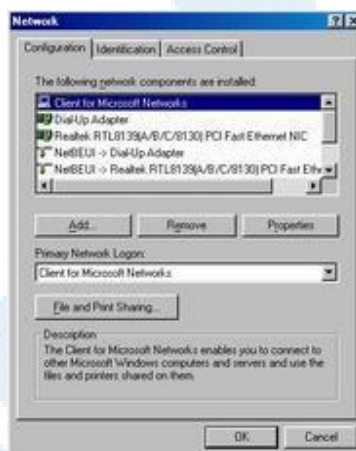 Network
Configuration Identification Access Control
The following network components are installed:
Client for Microsoft Networks
Dial-Up Adapter
Realtek RTL8139(A/B/C/8130) PCI Fast Ethernet NIC
NetBEUI -> Dial-Up Adapter
NetBEUI -> Realtek RTL8139(A/B/C/8130) PCI Fast Ethe
Add... Remove Properties
Primary Network Logon:
Client for Microsoft Networks
File and Print Sharing...
Description
The Client for Microsoft Networks enables you to connect to
other Microsoft Windows computers and servers and use the
files and printers shared on them.
OK Cancel